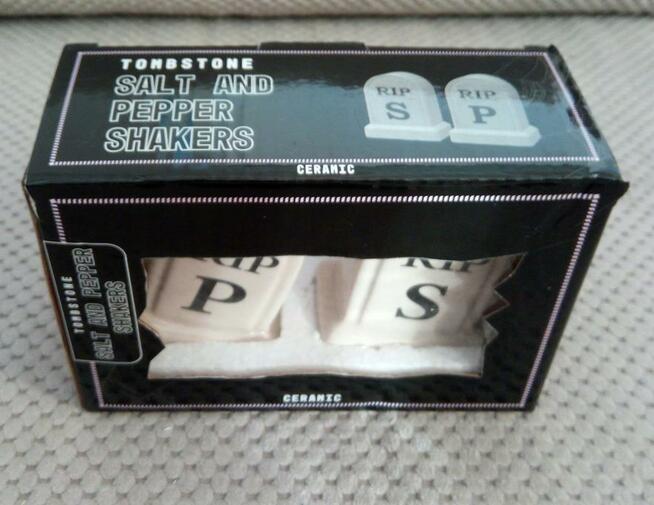 TOMBSTONE
SALT AND
PEPPER
SHAKERS
RIP
S
RIP
P
CERAMIC
TOMBSTONE
SALT AND PEPPER
SHAKERS
RIP
P
RIP
S
CERAMIC